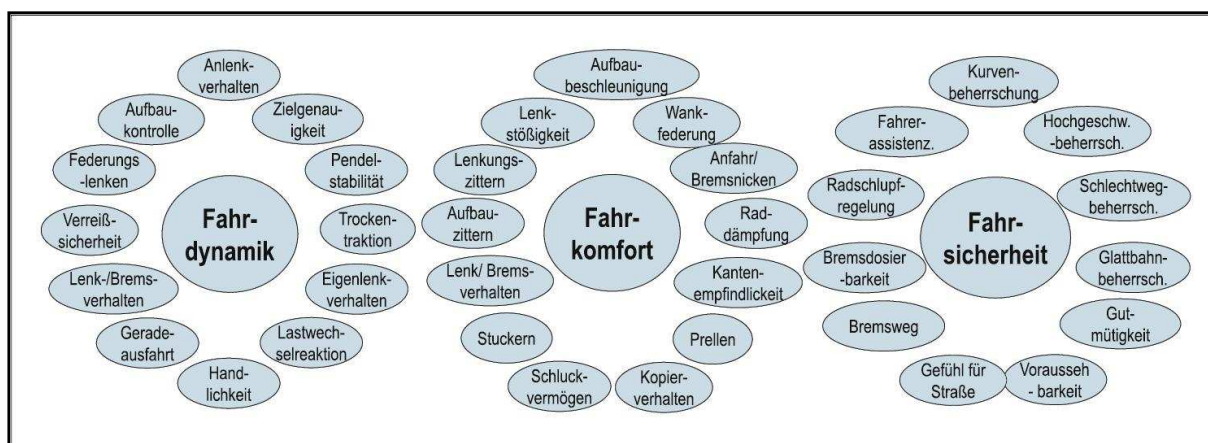 Anlenk-
verhalten
Zielgenau-
igkeit
Pendel-
stabilität
Trocken-
traktion
Eigenlenk-
verhalten
Lastwech-
selreaktion
Hand-
lichkeit
Gerade-
ausfahrt
Lenk-/Brems-
verhalten
Verreiß-
sicherheit
Federungs
-lenken
Aufbau-
kontrolle
Fahr-
dynamik
Aufbau-
beschleunigung
Wank-
federung
Anfahr/
Bremsnicken
Rad-
dämpfung
Kanten-
empfindlickeit
Prellen
Kopier-
verhalten
Schluck-
vermögen
Stuckern
Lenk/ Brems-
verhalten
Aufbau-
zittern
Lenkungs-
zittern
Lenk-
stößigkeit
Fahr-
komfort
Kurven-
beherrschung
Hochgeschw.
-beherrsch.
Schlechtweg-
beherrsch.
Glattbahn-
beherrsch.
Gut-
mütigkeit
Vorausseh
- barkeit
Gefühl für
Straße
Bremsweg
Bremsdosier
-barkeit
Radschlupf-
regelung
Fahrer-
assistenz.
Fahr-
sicherheit